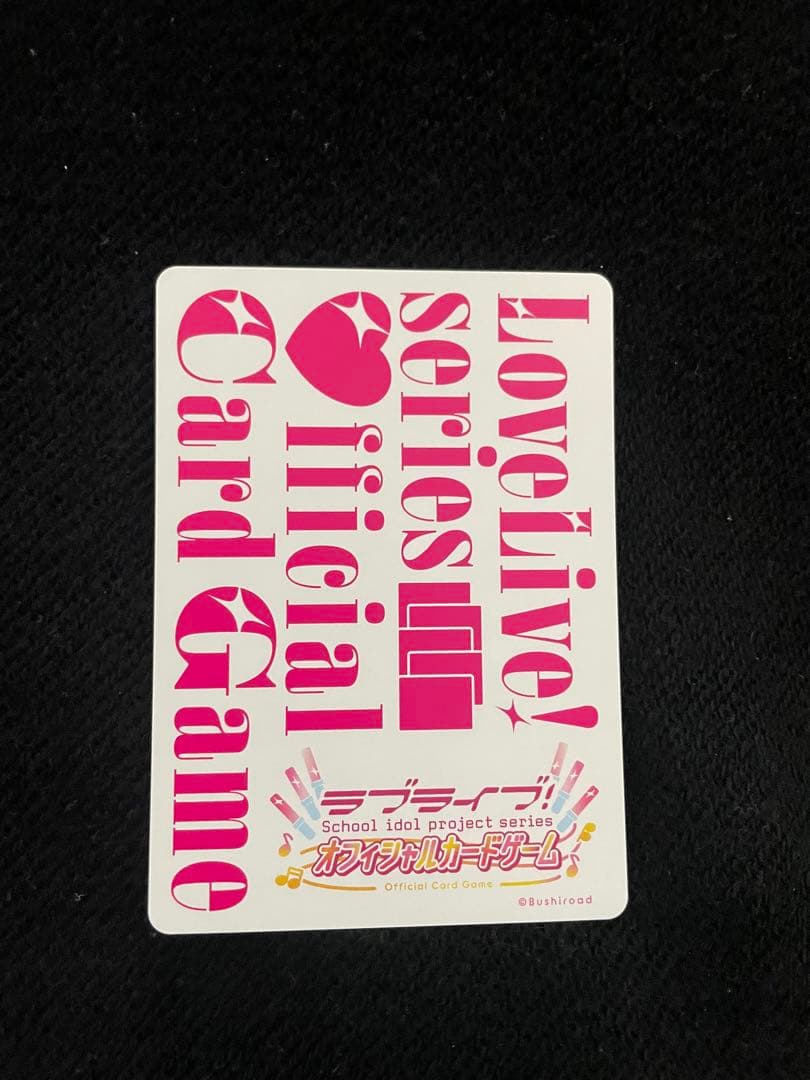 LoveLive!
series
fficial
Card Game
ラブライブ!
School idol project series
オフィシャルカードゲーム
Official Card Game
©Bushiroad